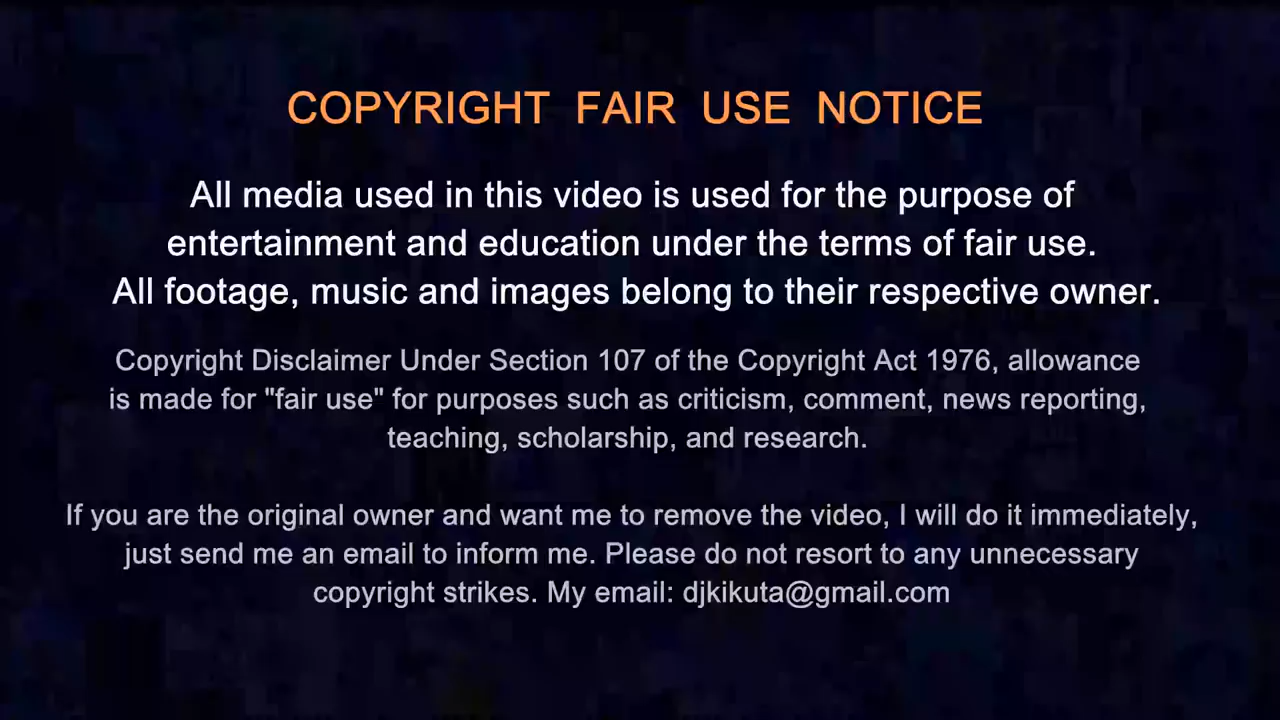 COPYRIGHT FAIR USE NOTICE
All media used in this video is used for the purpose of
entertainment and education under the terms of fair use.
All footage, music and images belong to their respective owner.
Copyright Disclaimer Under Section 107 of the Copyright Act 1976, allowance
is made for "fair use" for purposes such as criticism, comment, news reporting,
teaching, scholarship, and research.
If you are the original owner and want me to remove the video, I will do it immediately,
just send me an email to inform me. Please do not resort to any unnecessary
copyright strikes. My email: djkikuta@gmail.com